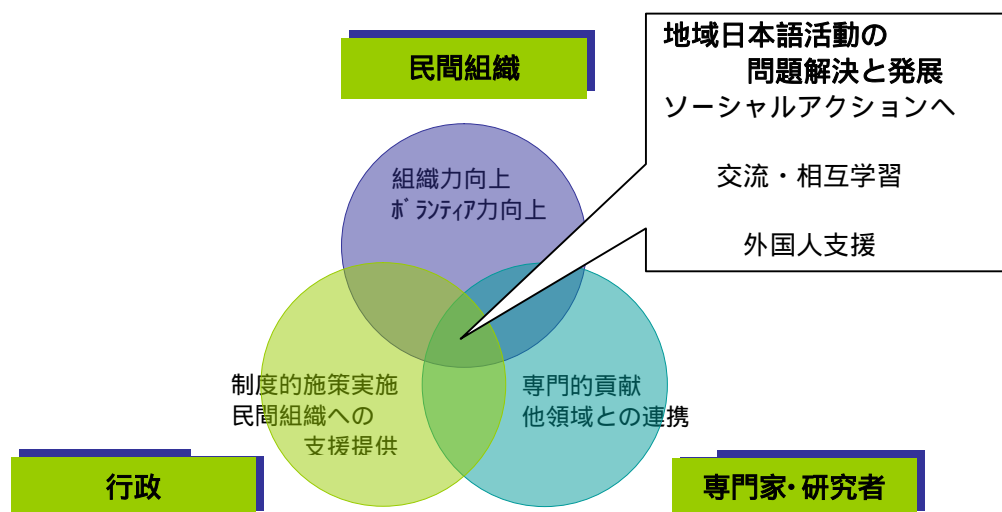 民間組織
地域日本語活動の
問題解決と発展
ソーシャルアクションへ
交流・相互学習
外国人支援
組織力向上
ﾎﾞﾗﾝﾃｨｱ力向上
制度的施策実施
民間組織への
支援提供
専門的貢献
他領域との連携
行政
専門家・研究者